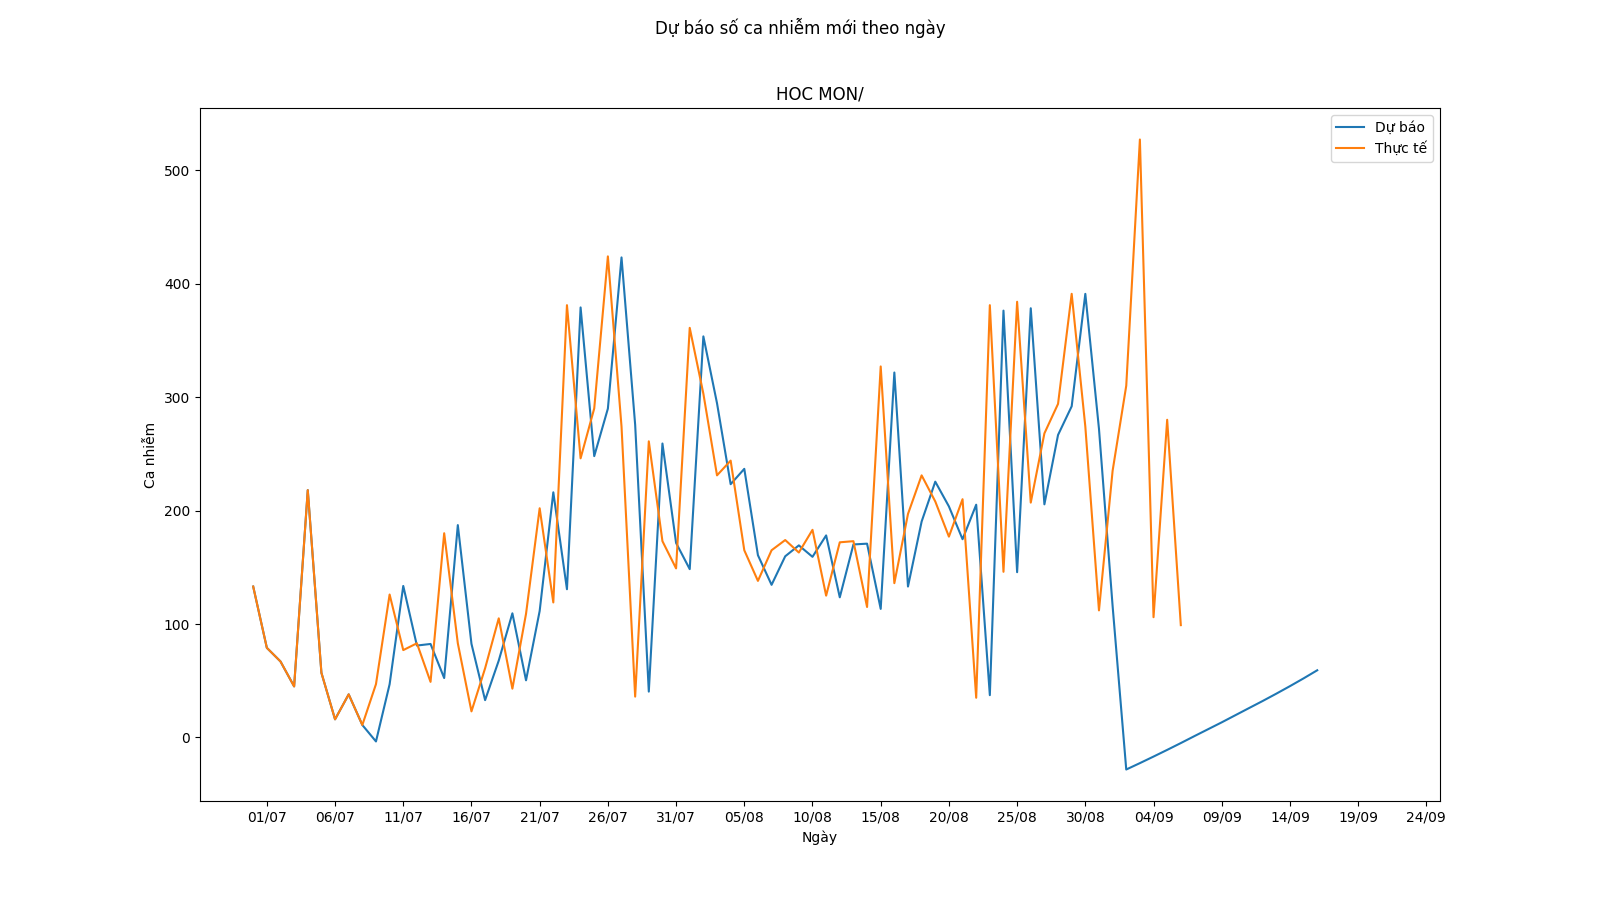 Dự báo số ca nhiễm mới theo ngày
HOC MON/
Dự báo
Thực tế
500
400
300
200
100
0
Ca nhiễm
01/07 06/07 11/07 16/07 21/07 26/07 31/07 05/08 10/08 15/08 20/08 25/08 30/08 04/09 09/09 14/09 19/09 24/09
Ngày